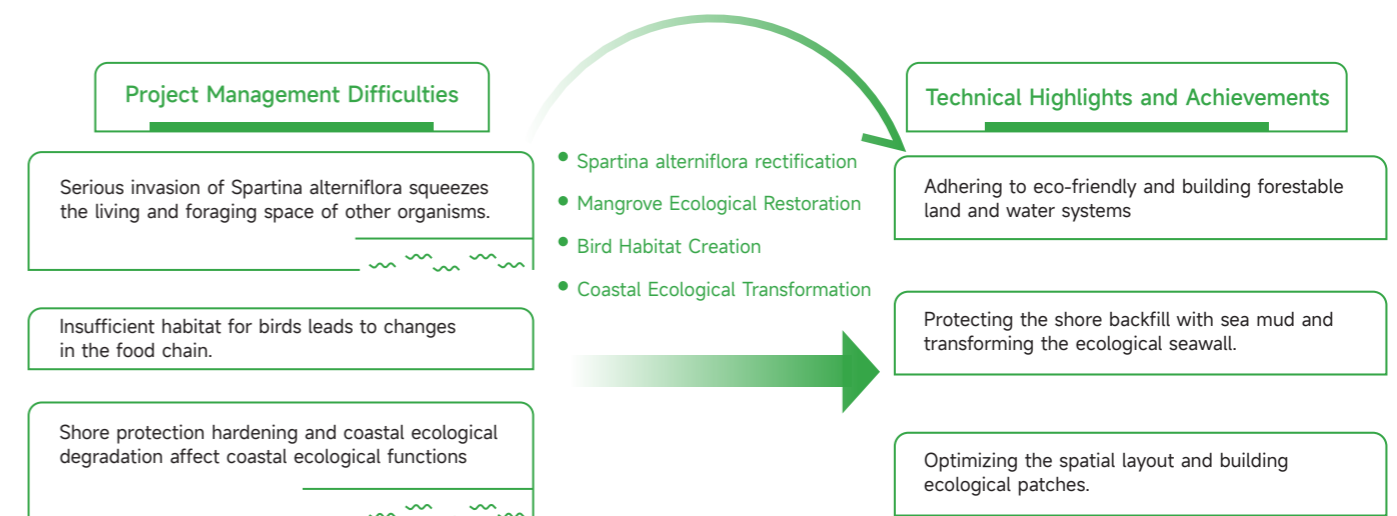 Project Management Difficulties
Serious invasion of Spartina alterniflora squeezes
the living and foraging space of other organisms.
Insufficient habitat for birds leads to changes
in the food chain.
Shore protection hardening and coastal ecological
degradation affect coastal ecological functions
• Spartina alterniflora rectification
• Mangrove Ecological Restoration
• Bird Habitat Creation
• Coastal Ecological Transformation
Technical Highlights and Achievements
Adhering to eco-friendly and building forestable
land and water systems
Protecting the shore backfill with sea mud and
transforming the ecological seawall.
Optimizing the spatial layout and building
ecological patches.